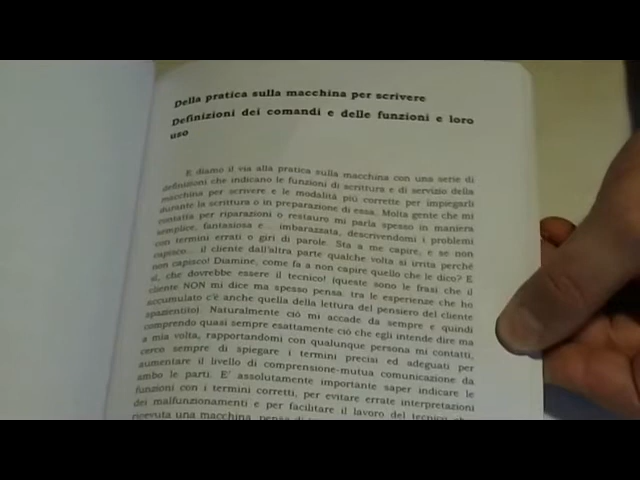 Della pratica sulla macchina per scrivere
Definizioni dei comandi e delle funzioni e loro
uso
E diamo il via alla pratica sulla macchina con una serie di
definizioni che indicano le funzioni di scrittura e di servizio della
macchina per scrivere e le modalità più corrette per impiegarli
durante la scrittura o in preparazione di essa. Molta gente che mi
contatta per riparazioni o restauro mi parla spesso in maniera
semplice, fantasiosa e... imbarazzata, descrivendomi i problemi
con termini errati o giri di parole. Sta a me capire, e se non
capisco... il cliente dall'altra parte qualche volta si irrita perché
non capisco! Diamine, come fa a non capire quello che le dico? E
sì, che dovrebbe essere il tecnico! (queste sono le frasi che il
cliente NON mi dice ma spesso pensa: tra le esperienze che ho
accumulato c'è anche quella della lettura del pensiero del cliente
spazientito). Naturalmente ciò mi accade da sempre e quindi
comprendo quasi sempre esattamente ciò che egli intende dire ma
a mia volta, rapportandomi con qualunque persona mi contatti,
cerco sempre di spiegare i termini precisi ed adeguati per
aumentare il livello di comprensione-mutua comunicazione da
ambo le parti. E' assolutamente importante saper indicare le
funzioni con i termini corretti, per evitare errate interpretazioni
dei malfunzionamenti e per facilitare il lavoro del tecnico
ricevuta una macchina,